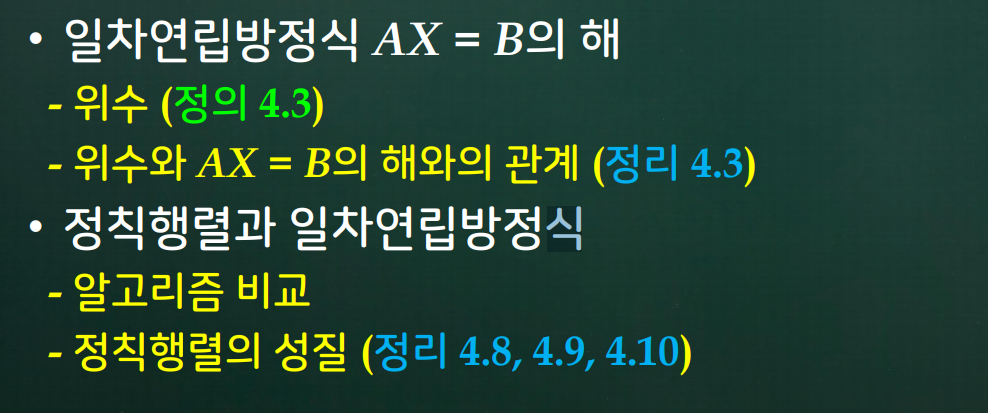 • 일차연립방정식 AX = B의 해
- 위수 (정의 4.3)
- 위수와 AX = B의 해와의 관계 (정리 4.3)
• 정칙행렬과 일차연립방정식
- 알고리즘 비교
- 정칙행렬의 성질 (정리 4.8, 4.9, 4.10)